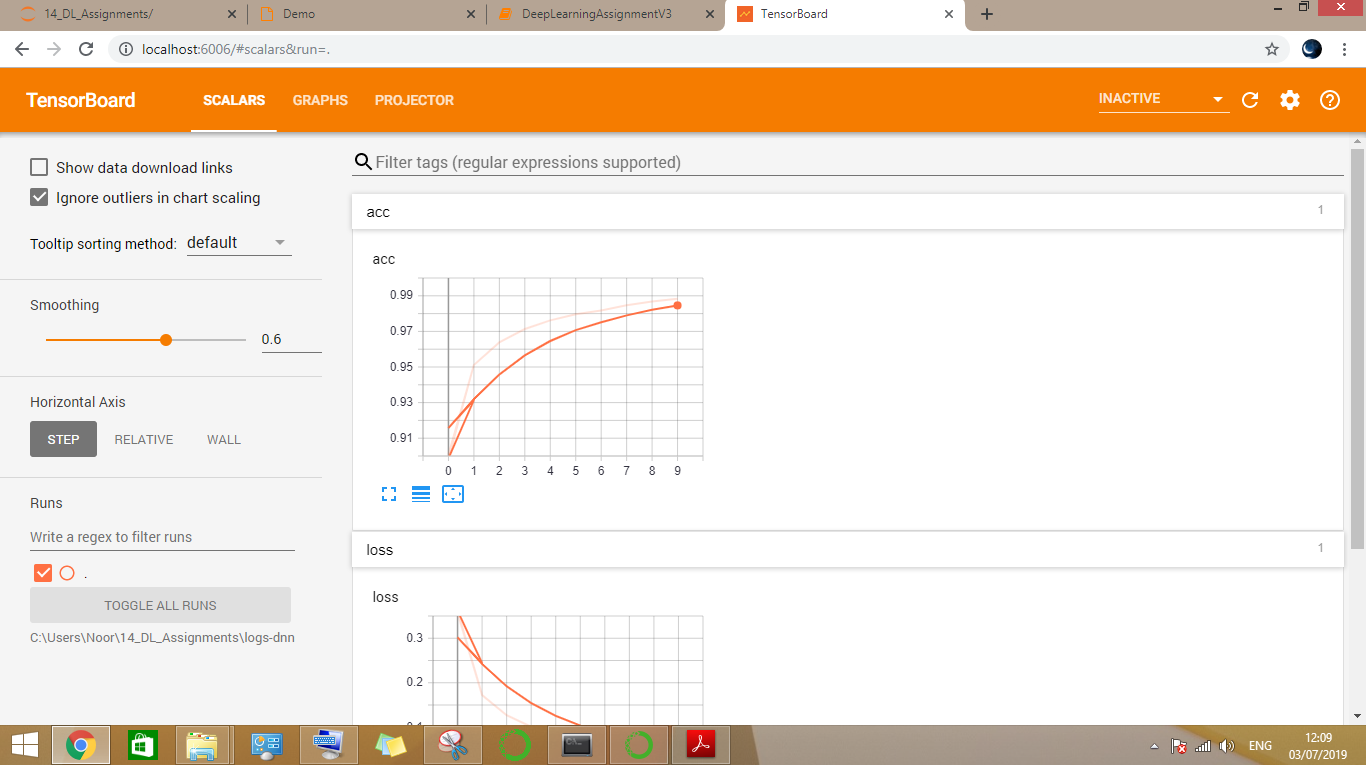 14_DL_Assignments/
Demo
DeepLearningAssignmentV3
TensorBoard
localhost:6006/#scalars&run=.
TensorBoard
SCALARS
GRAPHS
PROJECTOR
INACTIVE
Show data download links
Ignore outliers in chart scaling
Tooltip sorting method: default
Smoothing
0.6
Horizontal Axis
STEP
RELATIVE
WALL
Runs
Write a regex to filter runs
.
TOGGLE ALL RUNS
C:\Users\Noor\14_DL_Assignments\logs-dnn
Filter tags (regular expressions supported)
acc
1
acc
0.99
0.97
0.95
0.93
0.91
0 1 2 3 4 5 6 7 8 9
loss
1
loss
0.3
0.2
0.1
ENG
12:09
03/07/2019